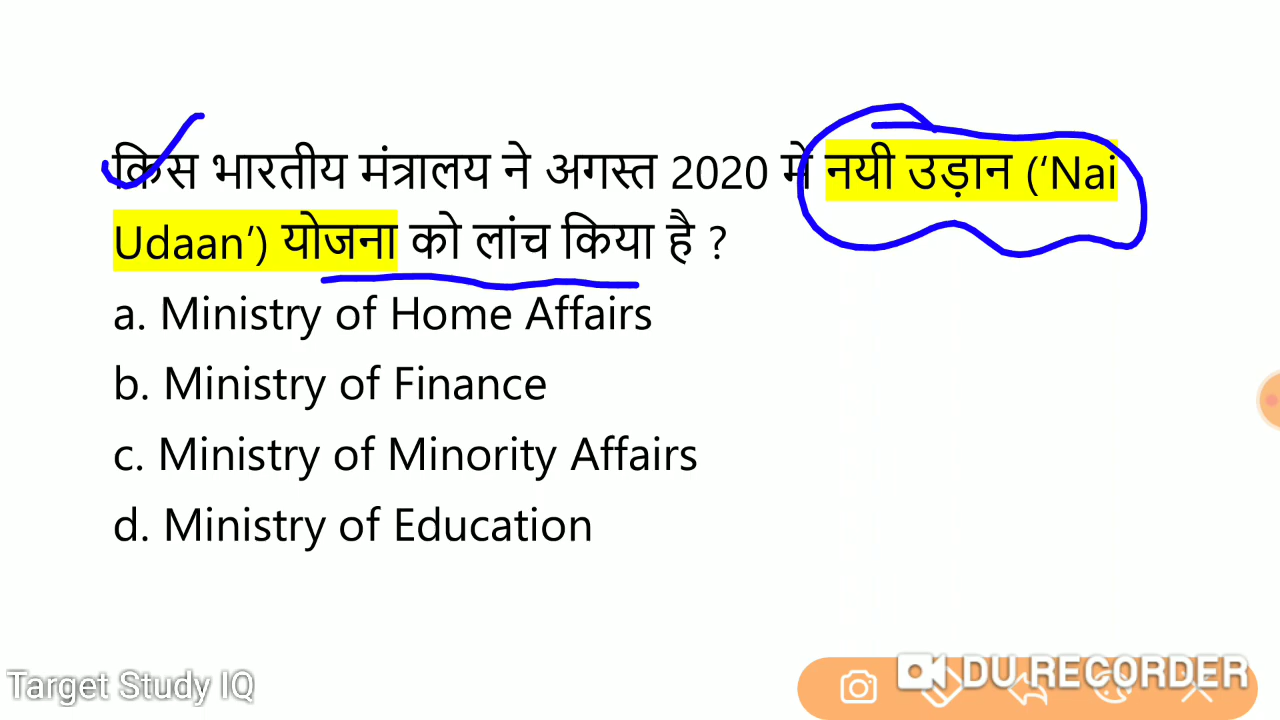 किस भारतीय मंत्रालय ने अगस्त 2020 में नयी उड़ान (‘Nai
Udaan’) योजना को लांच किया है ?
a. Ministry of Home Affairs
b. Ministry of Finance
c. Ministry of Minority Affairs
d. Ministry of Education
Target Study IQ
DU RECORDER